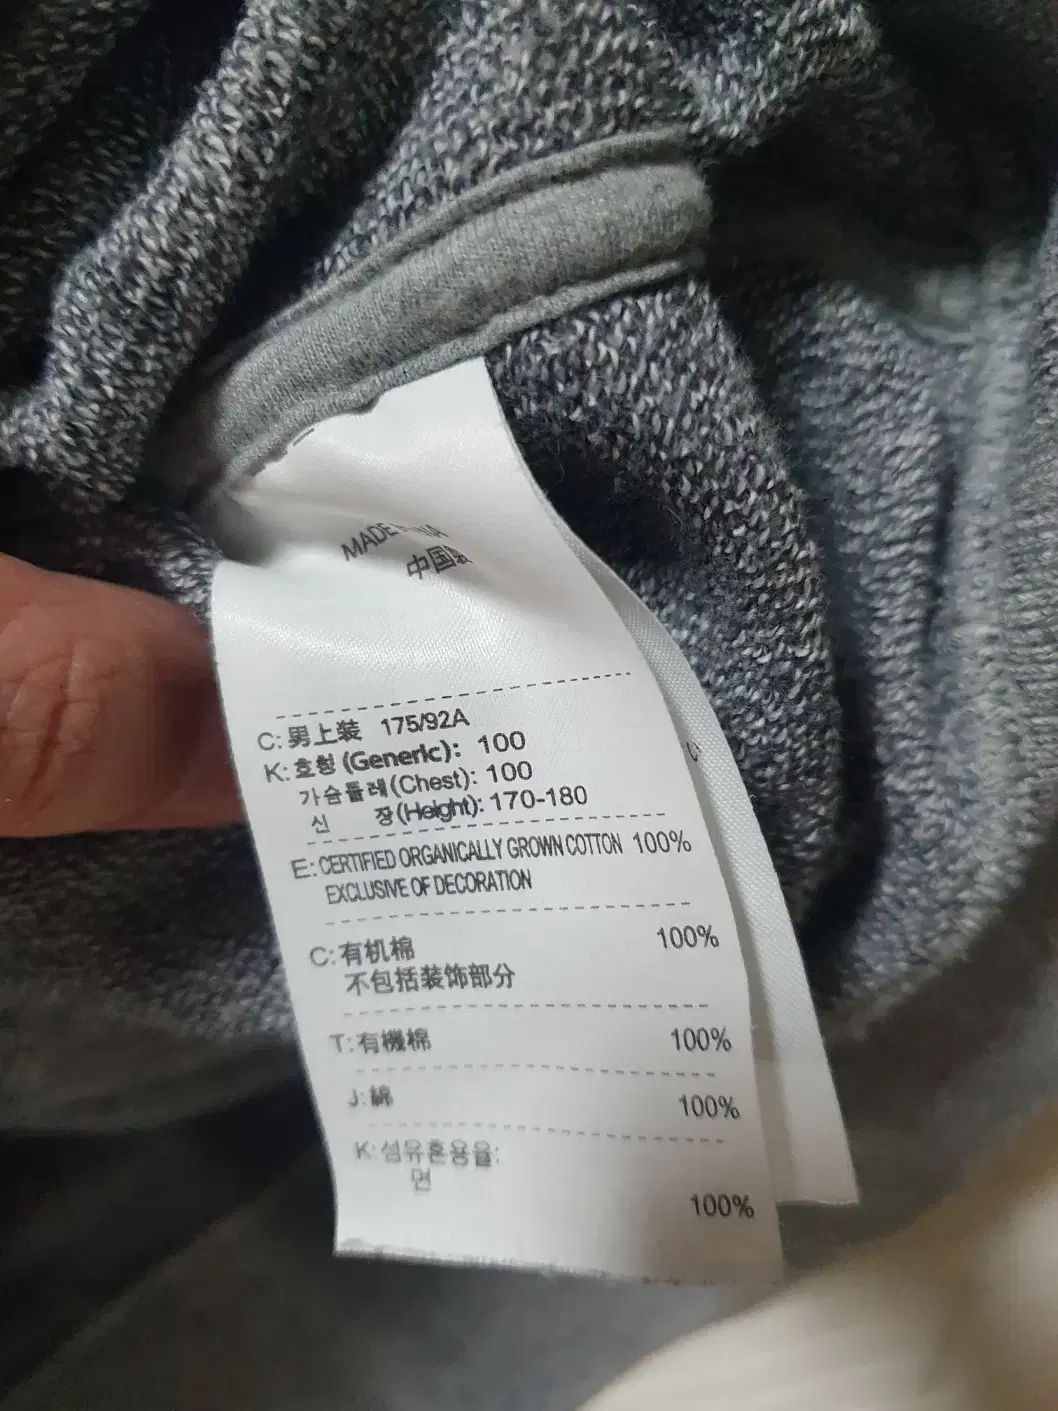 MADE IN CHINA
中国製
C:男上装 175/92A
K:호칭(Generic): 100
가슴둘레(Chest): 100
신 장(Height): 170-180
E:CERTIFIED ORGANICALLY GROWN COTTON 100%
EXCLUSIVE OF DECORATION
C:有机棉 100%
不包括装饰部分
T:有機棉 100%
J:綿 100%
K:섬유혼용율:
면
100%